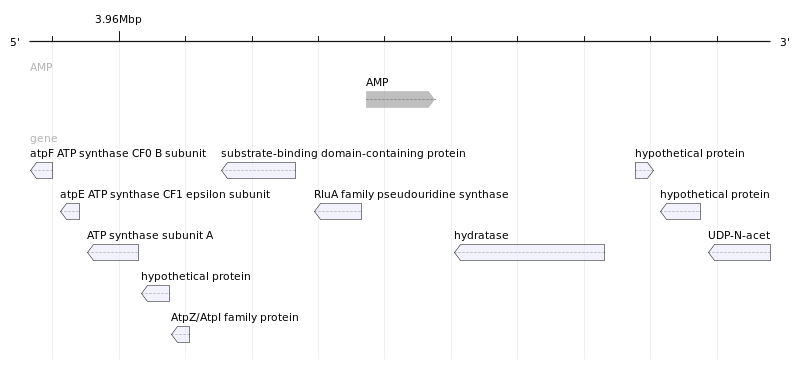 3.96Mbp
5' 3'
AMP
AMP
gene
atpF ATP synthase CF0 B subunit substrate-binding domain-containing protein hypothetical protein
atpE ATP synthase CF1 epsilon subunit RluA family pseudouridine synthase hypothetical protein
ATP synthase subunit A hydratase UDP-N-acet
hypothetical protein
AtpZ/AtpI family protein